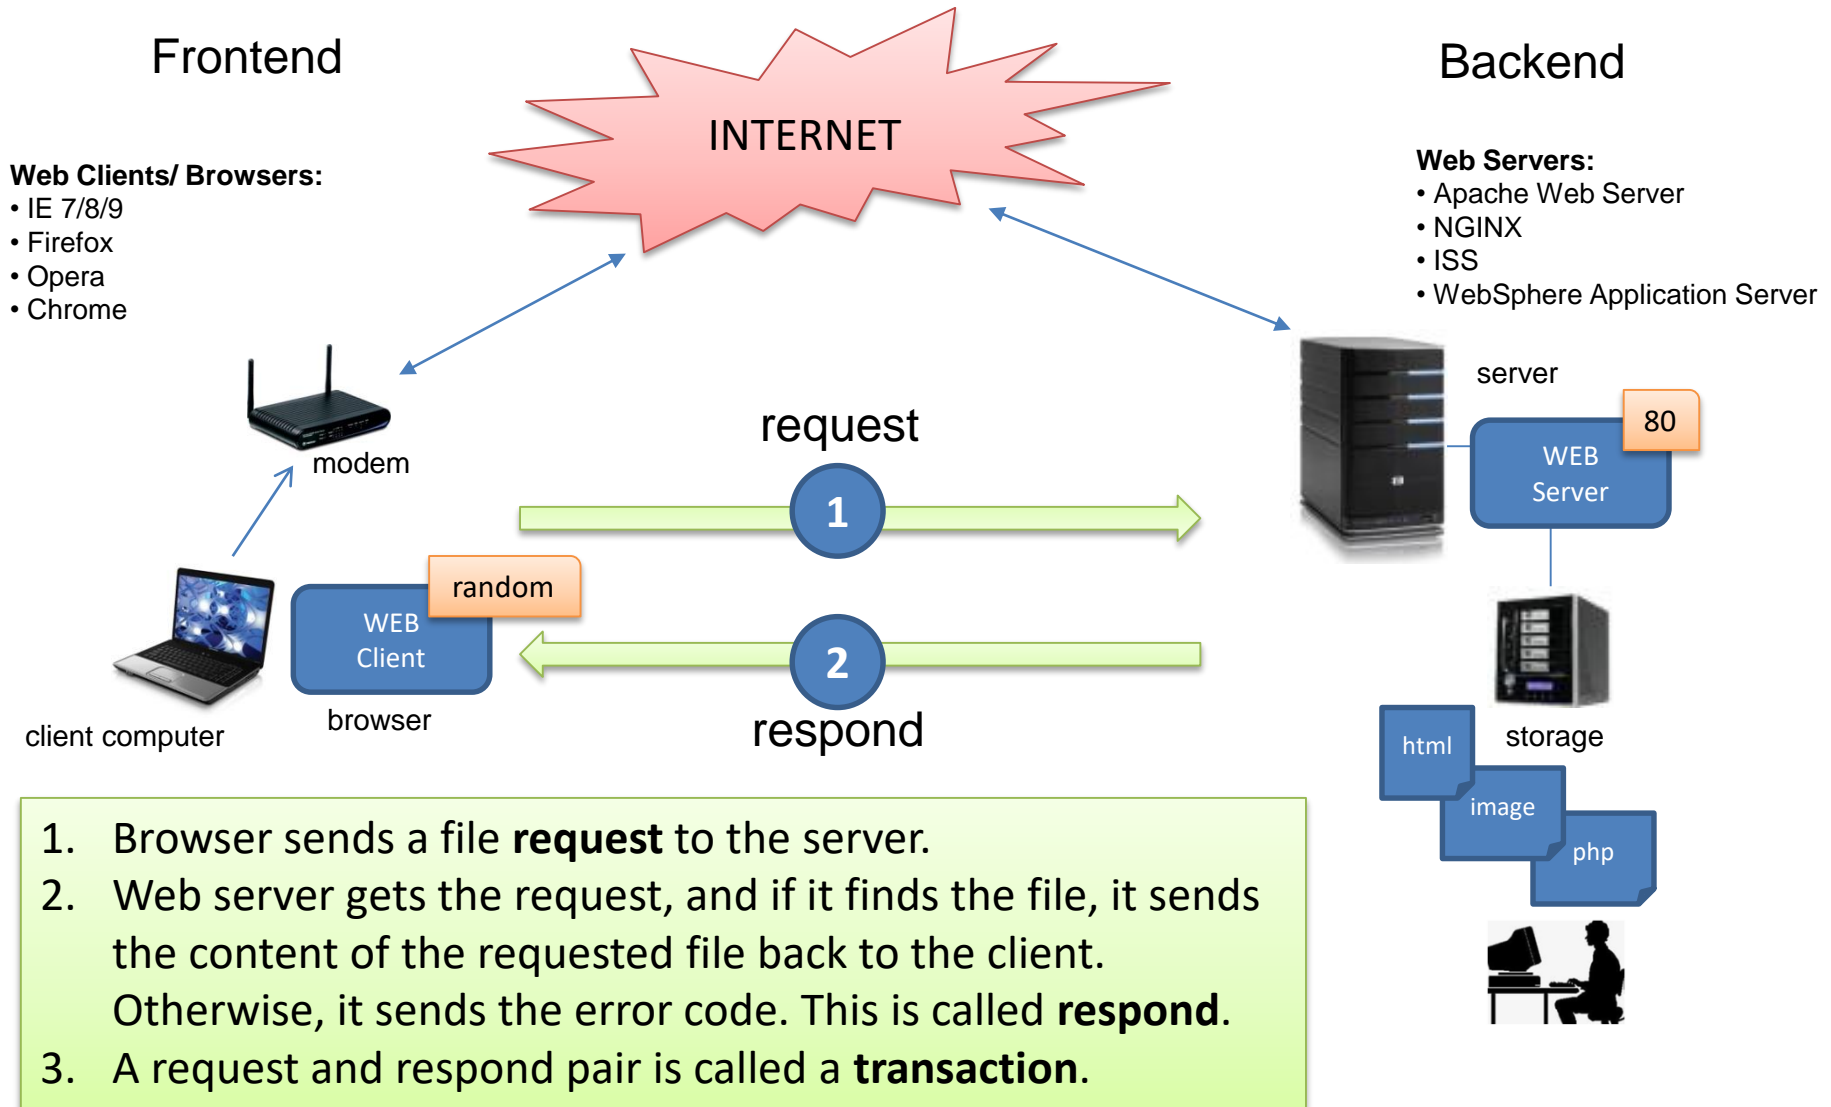 Frontend
Backend
INTERNET
Web Clients/ Browsers:
• IE 7/8/9
• Firefox
• Opera
• Chrome
Web Servers:
• Apache Web Server
• NGINX
• ISS
• WebSphere Application Server
modem
request
server
80
WEB
Server
1
random
WEB
Client
2
client computer
browser
respond
storage
html
image
php
1. Browser sends a file request to the server.
2. Web server gets the request, and if it finds the file, it sends
the content of the requested file back to the client.
Otherwise, it sends the error code. This is called respond.
3. A request and respond pair is called a transaction.